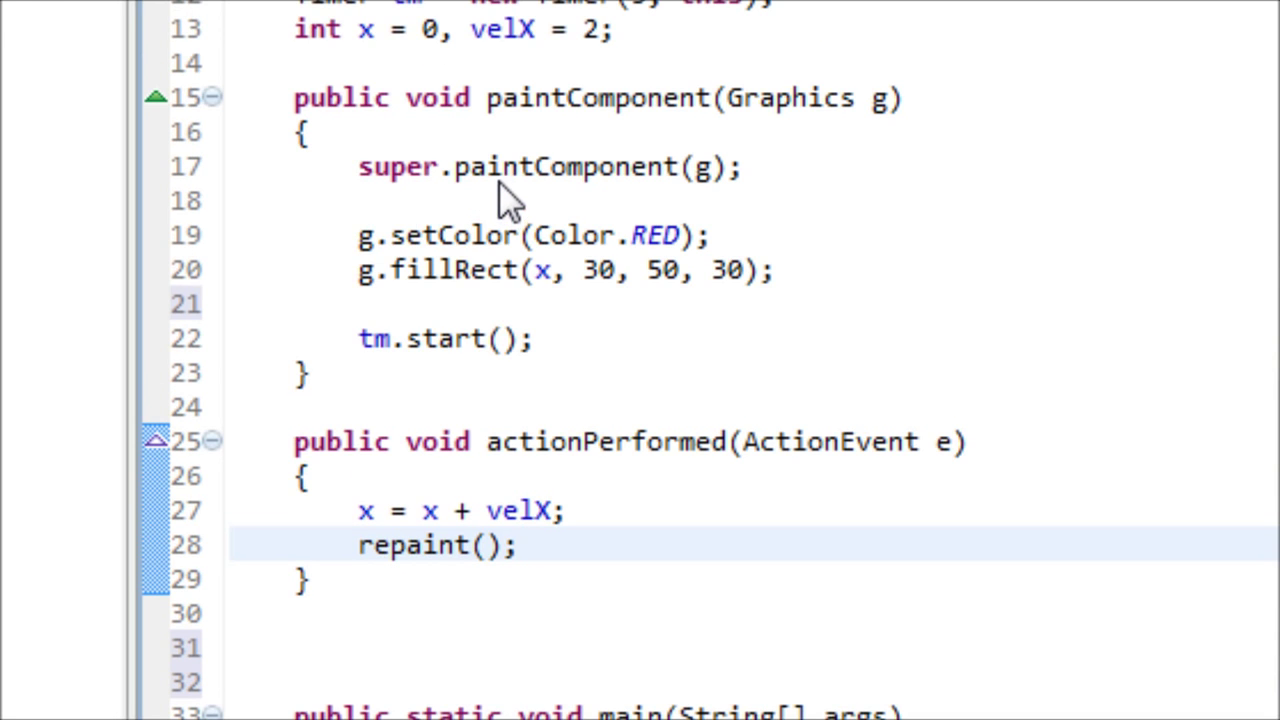 13 int x = 0, velX = 2;
14
15 public void paintComponent(Graphics g)
16 {
17 super.paintComponent(g);
18
19 g.setColor(Color.RED);
20 g.fillRect(x, 30, 50, 30);
21
22 tm.start();
23 }
24
25 public void actionPerformed(ActionEvent e)
26 {
27 x = x + velX;
28 repaint();
29 }
30
31
32
33 public static void main(String[] args)